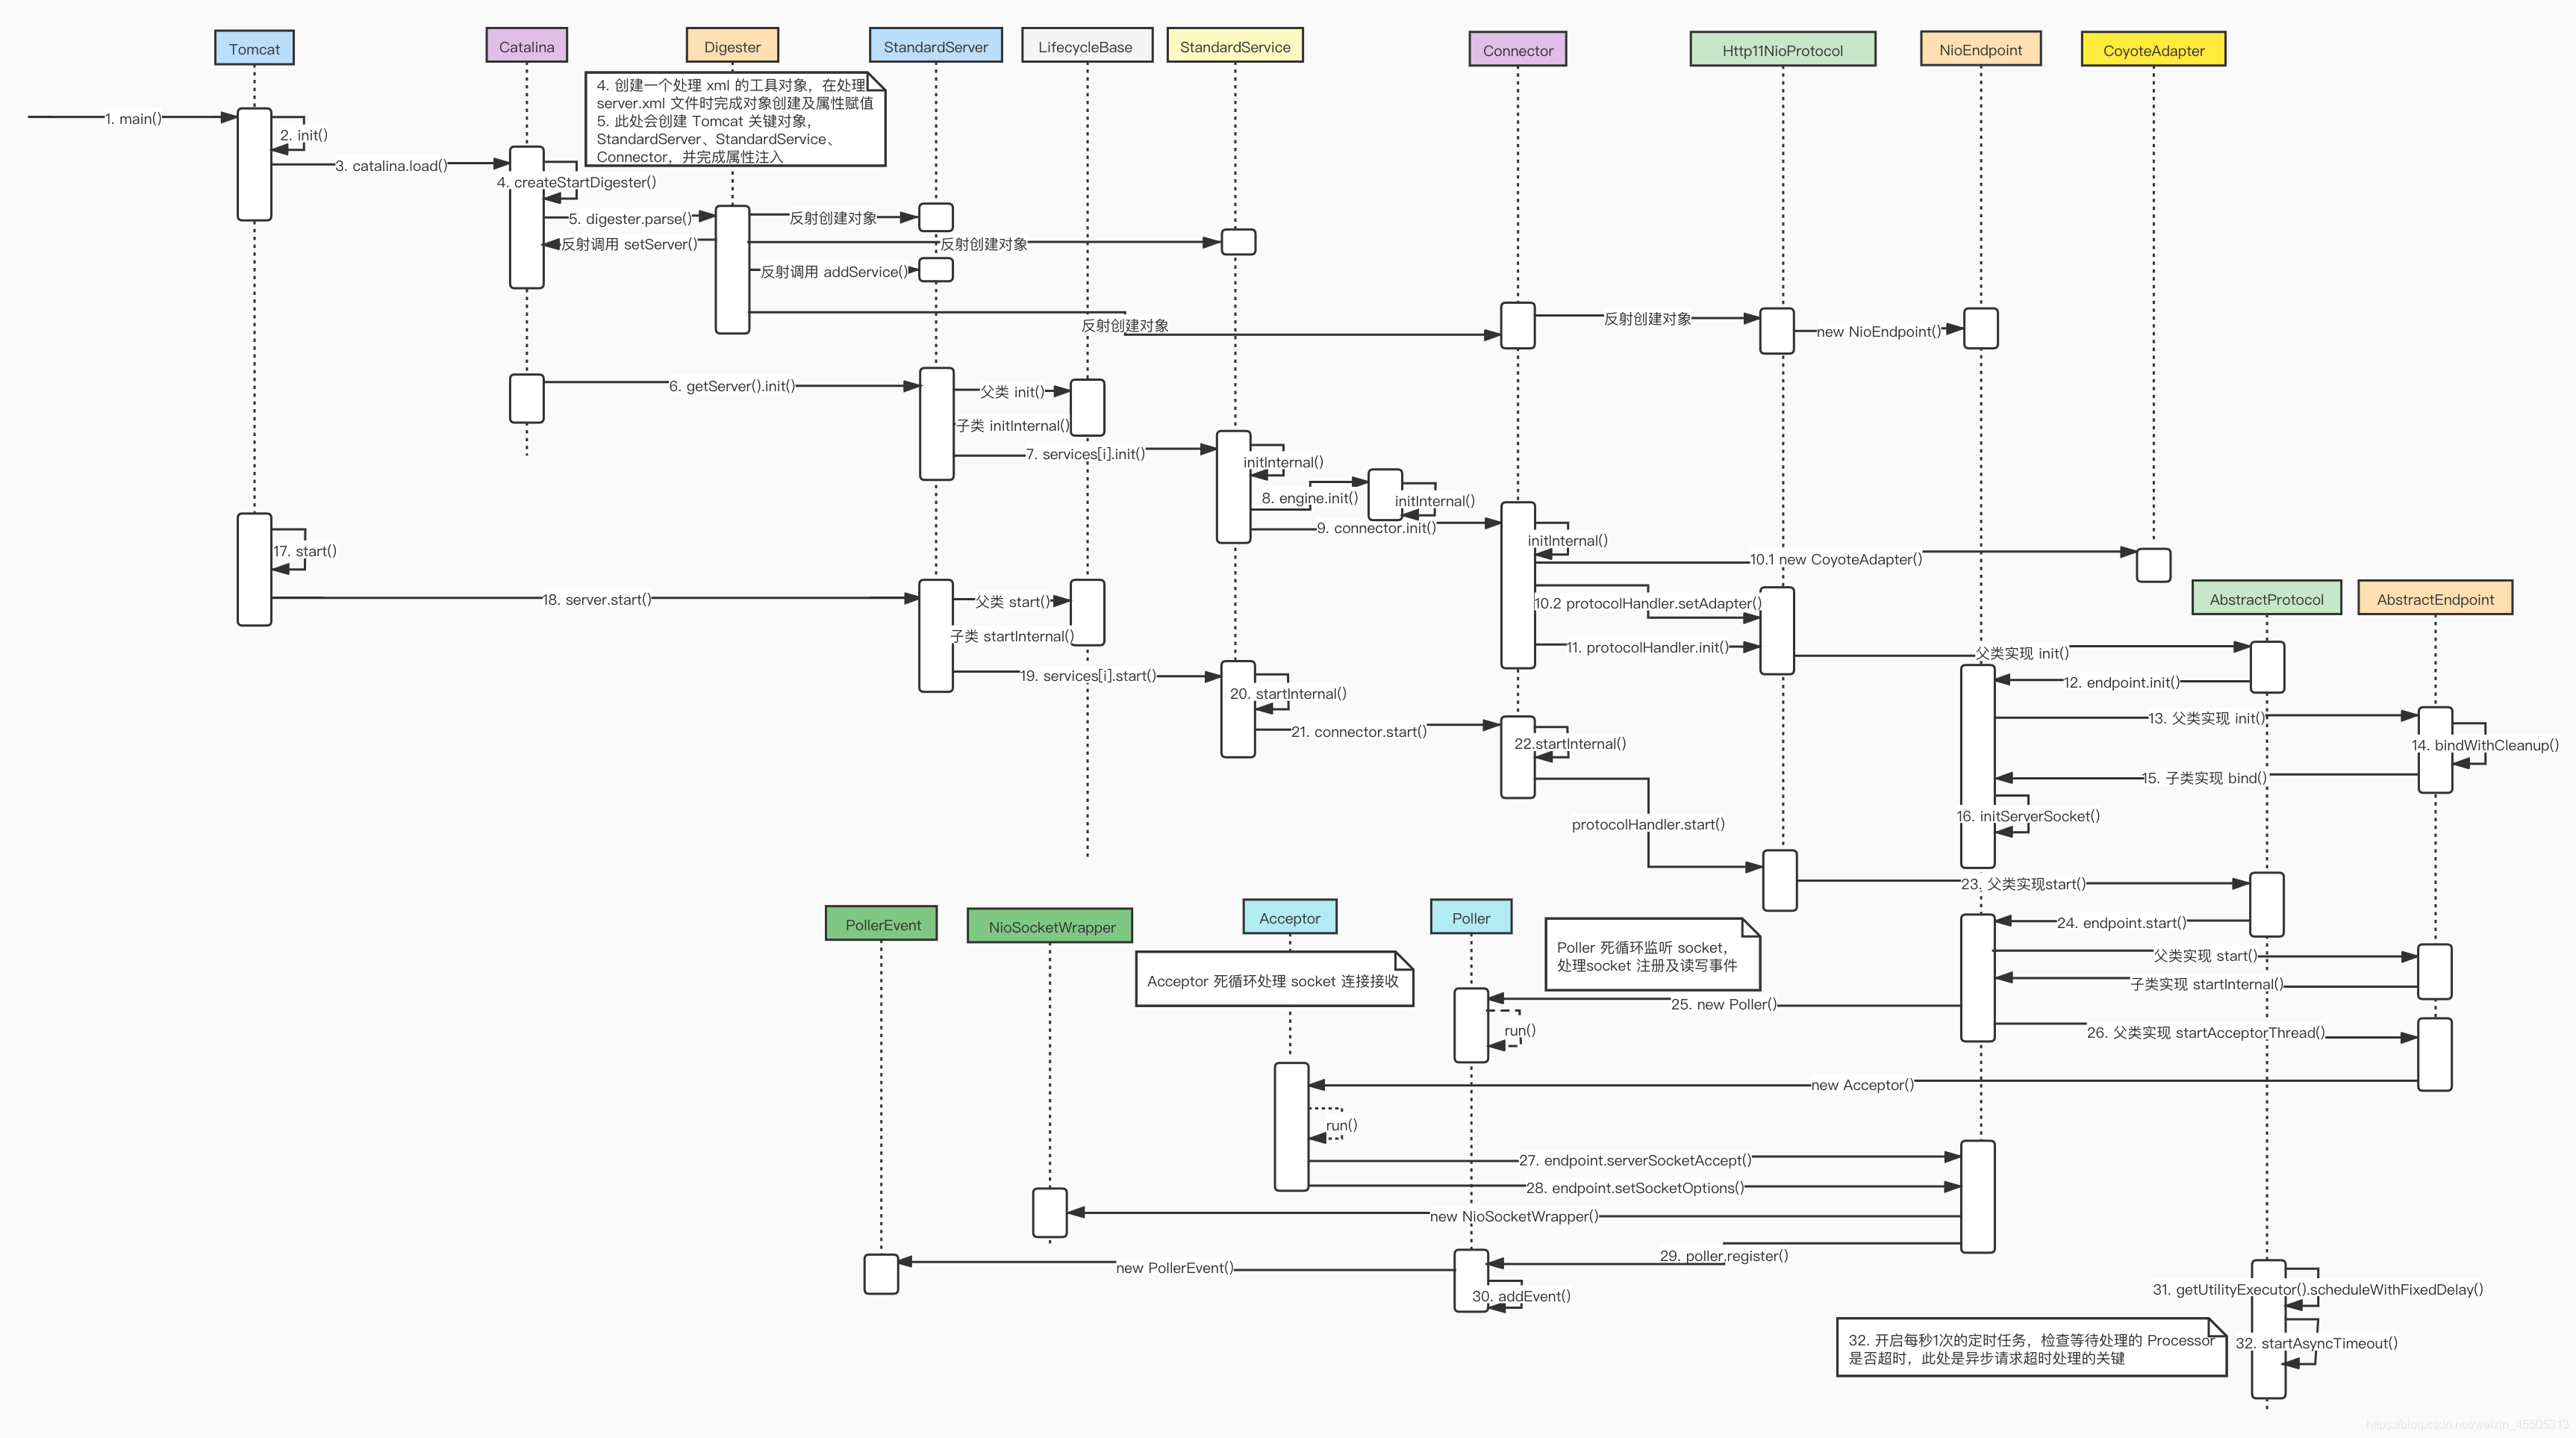 Tomcat
Catalina
Digester
StandardServer
LifecycleBase
StandardService
Connector
Http11NioProtocol
NioEndpoint
CoyoteAdapter
4. 创建一个处理 xml 的工具对象，在处理
server.xml 文件时完成对象创建及属性赋值
5. 此处会创建 Tomcat 关键对象，
StandardServer、StandardService、
Connector，并完成属性注入
1. main()
2. init()
3. catalina.load()
4. createStartDigester()
5. digester.parse()
反射创建对象
反射调用 setServer()
反射创建对象
反射调用 addService()
反射创建对象
反射创建对象
new NioEndpoint()
6. getServer().init()
父类 init()
子类 initInternal()
7. services[i].init()
initInternal()
8. engine.init()
initInternal()
9. connector.init()
initInternal()
10.1 new CoyoteAdapter()
10.2 protocolHandler.setAdapter()
11. protocolHandler.init()
AbstractProtocol
AbstractEndpoint
父类实现 init()
12. endpoint.init()
13. 父类实现 init()
14. bindWithCleanup()
15. 子类实现 bind()
16. initServerSocket()
17. start()
18. server.start()
父类 start()
子类 startInternal()
19. services[i].start()
20. startInternal()
21. connector.start()
22.startInternal()
protocolHandler.start()
23. 父类实现start()
24. endpoint.start()
父类实现 start()
子类实现 startInternal()
PollerEvent
NioSocketWrapper
Acceptor
Poller
Acceptor 死循环处理 socket 连接接收
Poller 死循环监听 socket，
处理socket 注册及读写事件
25. new Poller()
run()
26. 父类实现 startAcceptorThread()
new Acceptor()
run()
27. endpoint.serverSocketAccept()
28. endpoint.setSocketOptions()
new NioSocketWrapper()
29. poller.register()
new PollerEvent()
30. addEvent()
31. getUtilityExecutor().scheduleWithFixedDelay()
32. 开启每秒1次的定时任务，检查等待处理的 Processor
是否超时，此处是异步请求超时处理的关键
32. startAsyncTimeout()
https://blog.csdn.net/weixin_45505313